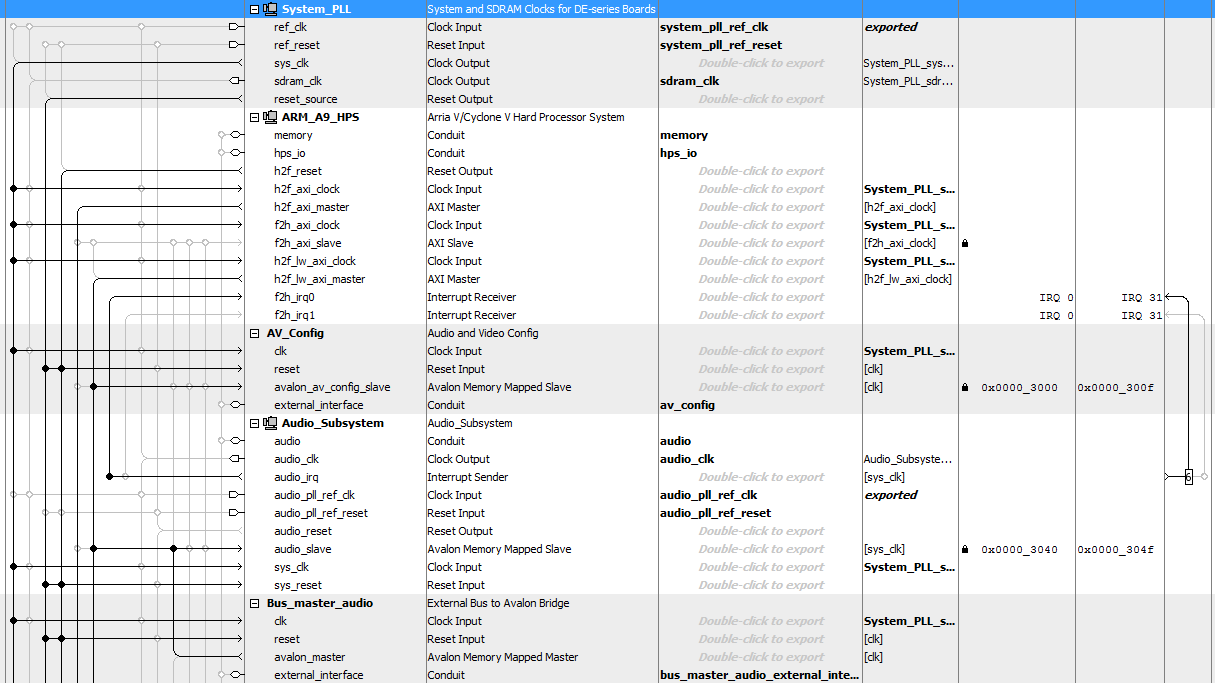 System_PLL System and SDRAM Clocks for DE-series Boards
ref_clk Clock Input system_pll_ref_clk exported
ref_reset Reset Input system_pll_ref_reset
sys_clk Clock Output Double-click to export System_PLL_sys...
sdram_clk Clock Output sdram_clk System_PLL_sdr...
reset_source Reset Output Double-click to export
ARM_A9_HPS Arria V/Cyclone V Hard Processor System
memory Conduit memory
hps_io Conduit hps_io
h2f_reset Reset Output Double-click to export
h2f_axi_clock Clock Input Double-click to export System_PLL_s...
h2f_axi_master AXI Master Double-click to export [h2f_axi_clock]
f2h_axi_clock Clock Input Double-click to export System_PLL_s...
f2h_axi_slave AXI Slave Double-click to export [f2h_axi_clock]
h2f_lw_axi_clock Clock Input Double-click to export System_PLL_s...
h2f_lw_axi_master AXI Master Double-click to export [h2f_lw_axi_clock]
f2h_irq0 Interrupt Receiver Double-click to export IRQ 0 IRQ 31
f2h_irq1 Interrupt Receiver Double-click to export IRQ 0 IRQ 31
AV_Config Audio and Video Config
clk Clock Input Double-click to export System_PLL_s...
reset Reset Input Double-click to export [clk]
avalon_av_config_slave Avalon Memory Mapped Slave Double-click to export [clk] 0x0000_3000 0x0000_300f
external_interface Conduit av_config
Audio_Subsystem Audio_Subsystem
audio Conduit audio
audio_clk Clock Output audio_clk Audio_Subsyste...
audio_irq Interrupt Sender Double-click to export [sys_clk] 6
audio_pll_ref_clk Clock Input audio_pll_ref_clk exported
audio_pll_ref_reset Reset Input audio_pll_ref_reset
audio_reset Reset Output Double-click to export
audio_slave Avalon Memory Mapped Slave Double-click to export [sys_clk] 0x0000_3040 0x0000_304f
sys_clk Clock Input Double-click to export System_PLL_s...
sys_reset Reset Input Double-click to export
Bus_master_audio External Bus to Avalon Bridge
clk Clock Input Double-click to export System_PLL_s...
reset Reset Input Double-click to export [clk]
avalon_master Avalon Memory Mapped Master Double-click to export [clk]
external_interface Conduit bus_master_audio_external_inte...